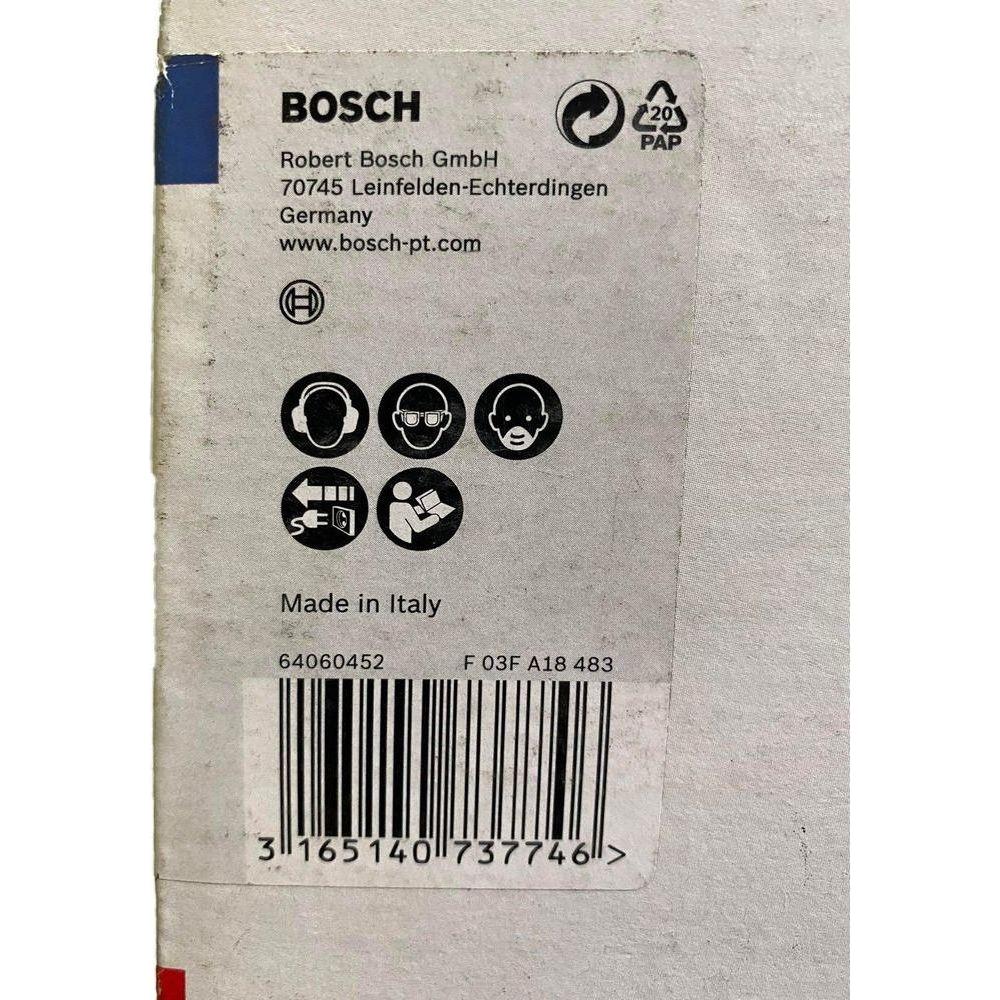 BOSCH
20
PAP
Robert Bosch GmbH
70745 Leinfelden-Echterdingen
Germany
www.bosch-pt.com
Made in Italy
64060452 F 03F A18 483
3 165140 737746 >